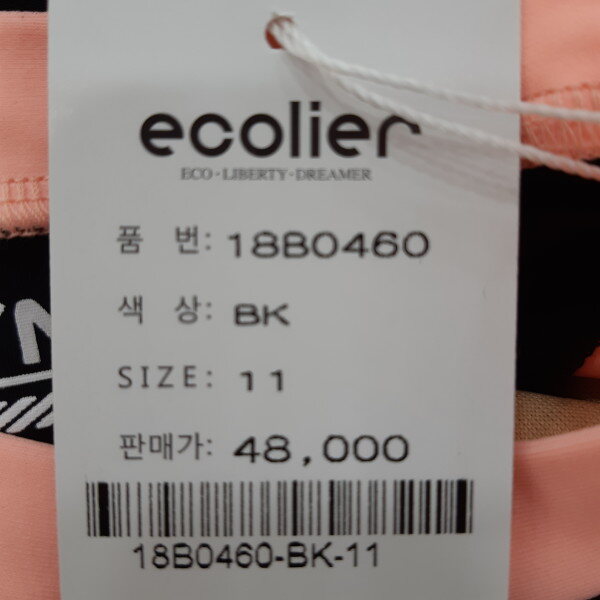 ecolier
ECO·LIBERTY·DREAMER
품 번: 18B0460
색 상: BK
SIZE: 11
판매가: 48,000
18B0460-BK-11